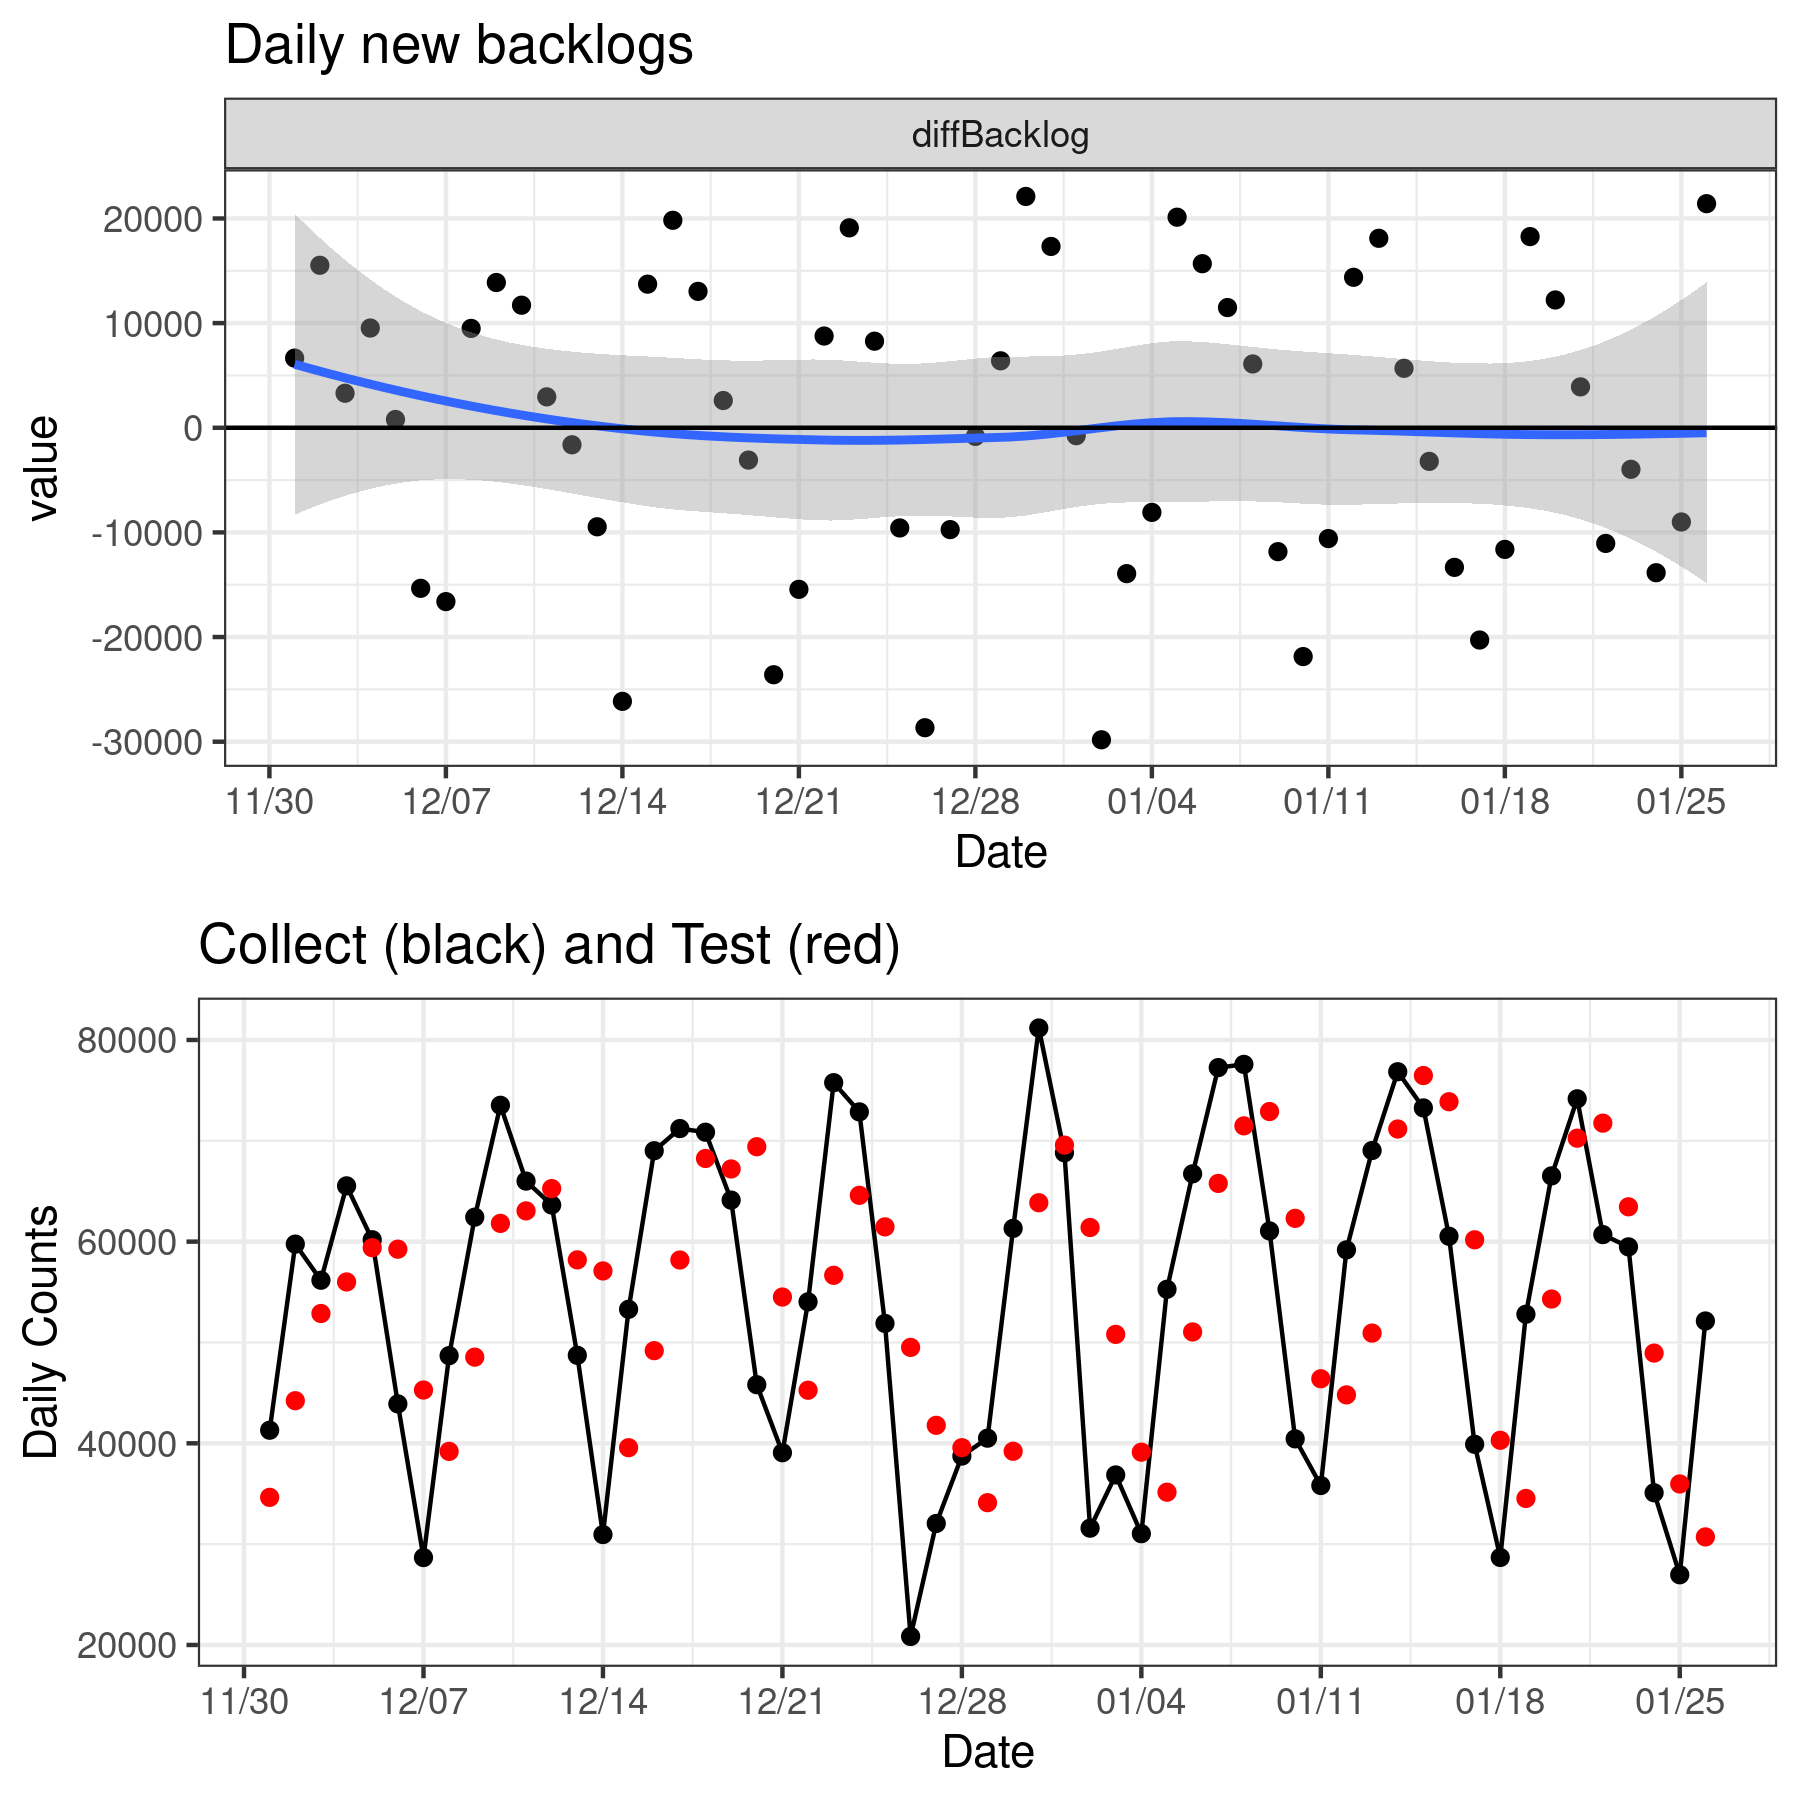 Daily new backlogs
diffBacklog
value
20000
10000
0
-10000
-20000
-30000
11/30 12/07 12/14 12/21 12/28 01/04 01/11 01/18 01/25
Date
Collect (black) and Test (red)
Daily Counts
80000
60000
40000
20000
11/30 12/07 12/14 12/21 12/28 01/04 01/11 01/18 01/25
Date